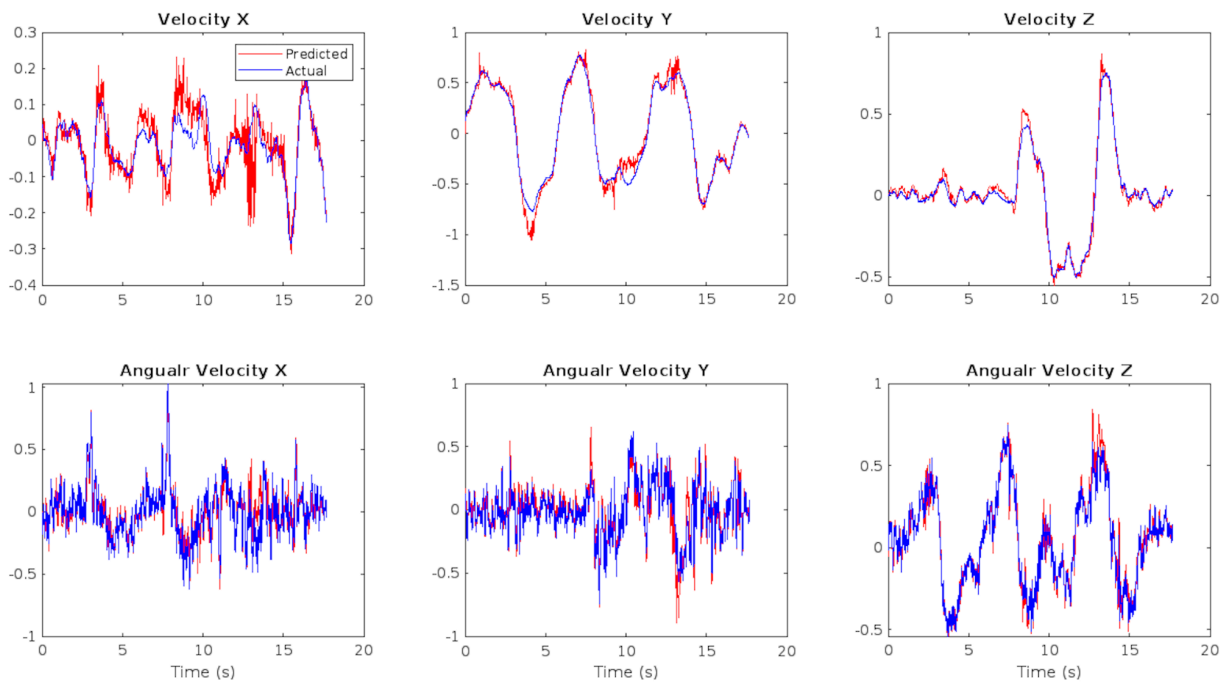 Velocity X
Velocity Y
Velocity Z
0.3
0.2
0.1
0
-0.1
-0.2
-0.3
-0.4
Predicted
Actual
0 5 10 15 20
1
0.5
0
-0.5
-1
-1.5
0 5 10 15 20
1
0.5
0
-0.5
0 5 10 15 20
Angualr Velocity X
Angualr Velocity Y
Angualr Velocity Z
1
0.5
0
-0.5
-1
0 5 10 15 20
Time (s)
1
0.5
0
-0.5
-1
0 5 10 15 20
Time (s)
1
0.5
0
-0.5
0 5 10 15 20
Time (s)